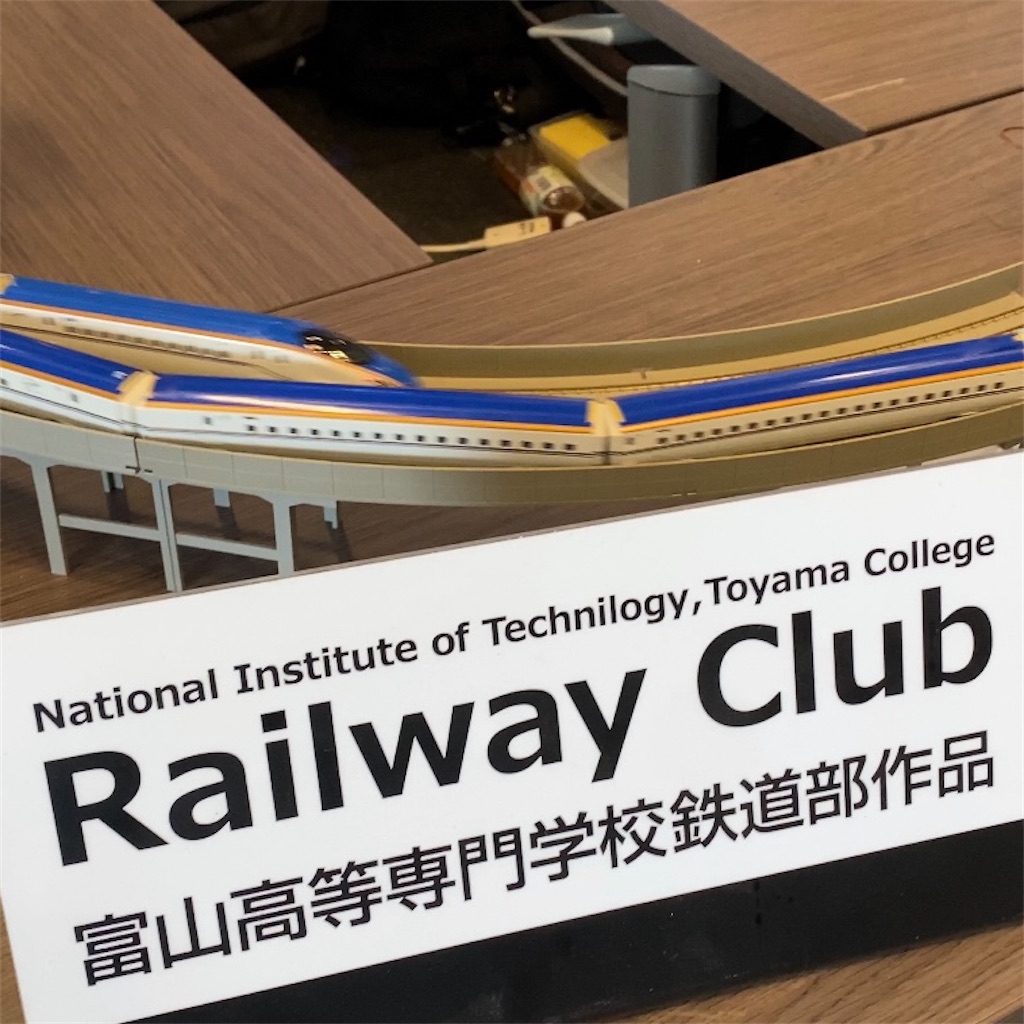 National Institute of Technilogy,Toyama College
Railway Club
富山高等専門学校鉄道部作品